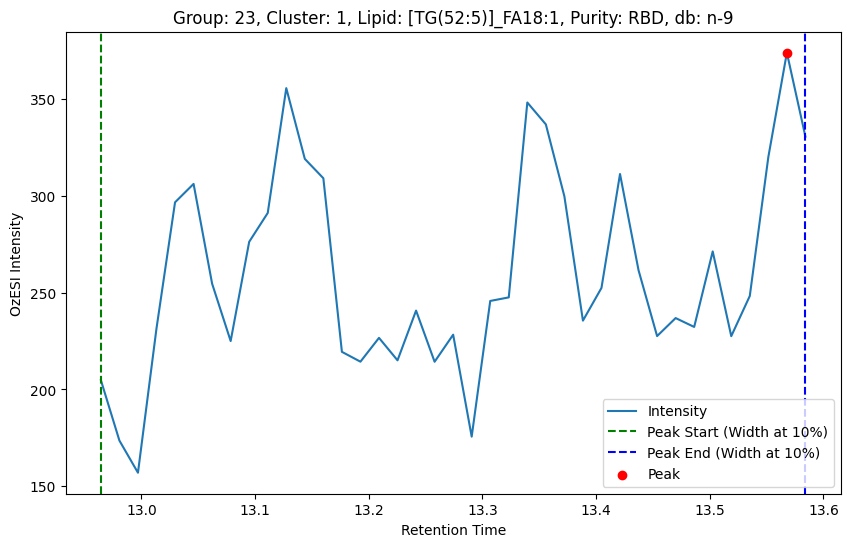 Group: 23, Cluster: 1, Lipid: [TG(52:5)]_FA18:1, Purity: RBD, db: n-9
OzESI Intensity
350
300
250
200
150
Intensity
Peak Start (Width at 10%)
Peak End (Width at 10%)
Peak
13.0 13.1 13.2 13.3 13.4 13.5 13.6
Retention Time